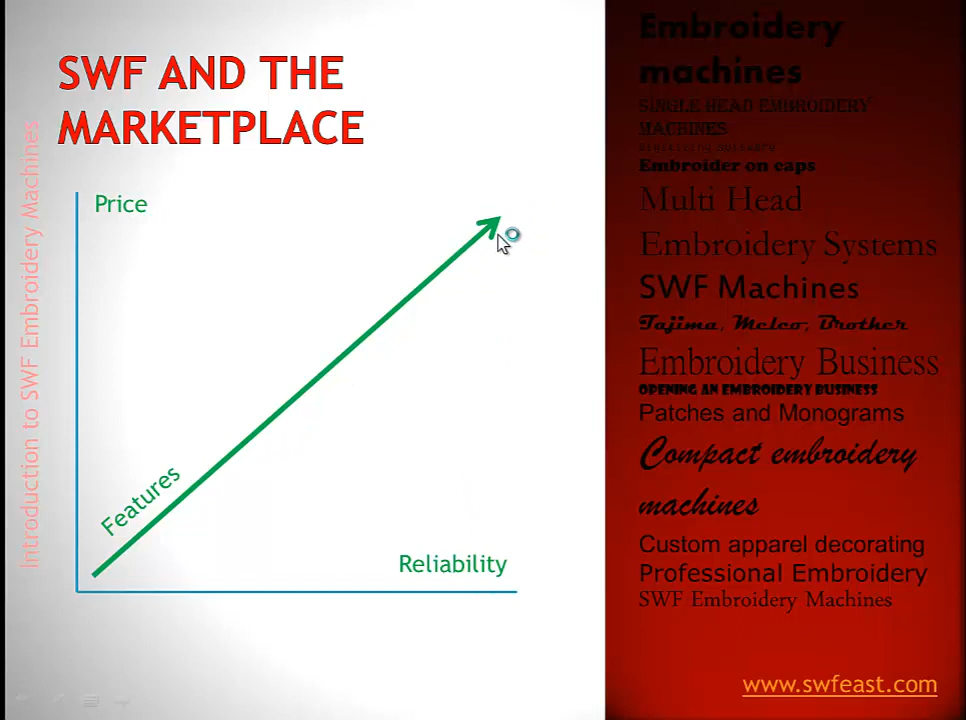 SWF AND THE
MARKETPLACE
Introduction to SWF Embroidery Machines
Price
Features
Reliability
Embroidery
machines
SINGLE HEAD EMBROIDERY
MACHINES
Digitizing Software
Embroider on caps
Multi Head
Embroidery Systems
SWF Machines
Tajima, Melco, Brother
Embroidery Business
OPENING AN EMBROIDERY BUSINESS
Patches and Monograms
Compact embroidery
machines
Custom apparel decorating
Professional Embroidery
SWF Embroidery Machines
www.swfeast.com